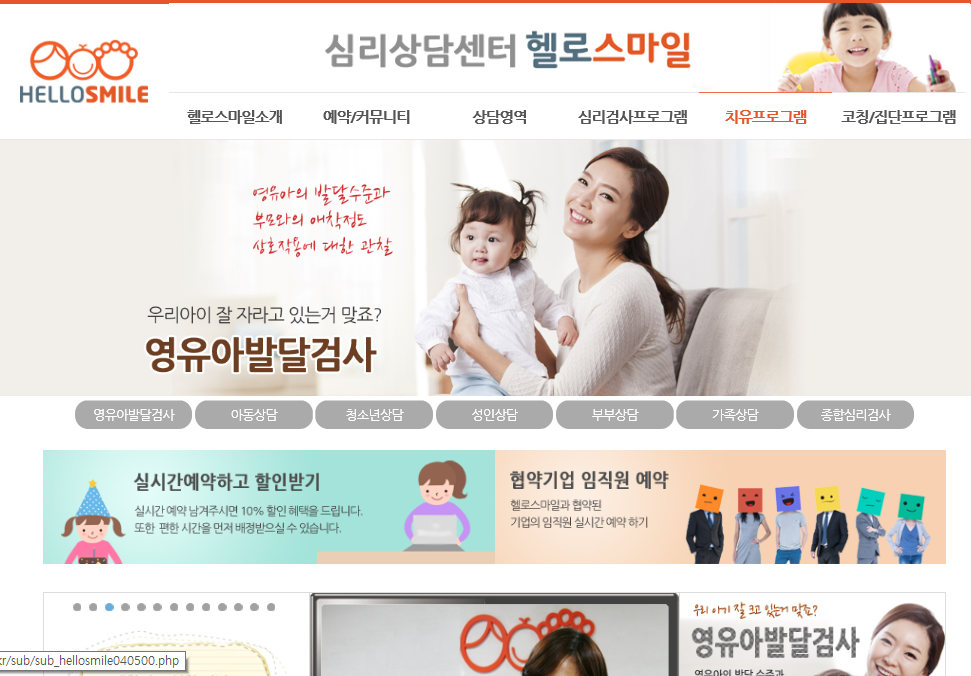 심리상담센터 헬로스마일
HELLOSMILE
헬로스마일소개 예약/커뮤니티 상담영역 심리검사프로그램 치유프로그램 코칭/집단프로그램
영유아의 발달수준과
부모와의 애착정도
상호작용에 대한 관찰
우리아이 잘 자라고 있는거 맞죠?
영유아발달검사
영유아발달검사 아동상담 청소년상담 성인상담 부부상담 가족상담 종합심리검사
실시간예약하고 할인받기
실시간 예약 남겨주시면 10% 할인 혜택을 드립니다.
또한 편한 시간을 먼저 배정받으실 수 있습니다.
협약기업 임직원 예약
헬로스마일과 협약된
기업의 임직원 실시간 예약 하기
우리 아기 잘 크고 있는거 맞죠?
영유아발달검사
영유아의 발달 수준과
kr/sub/sub_hellosmile040500.php